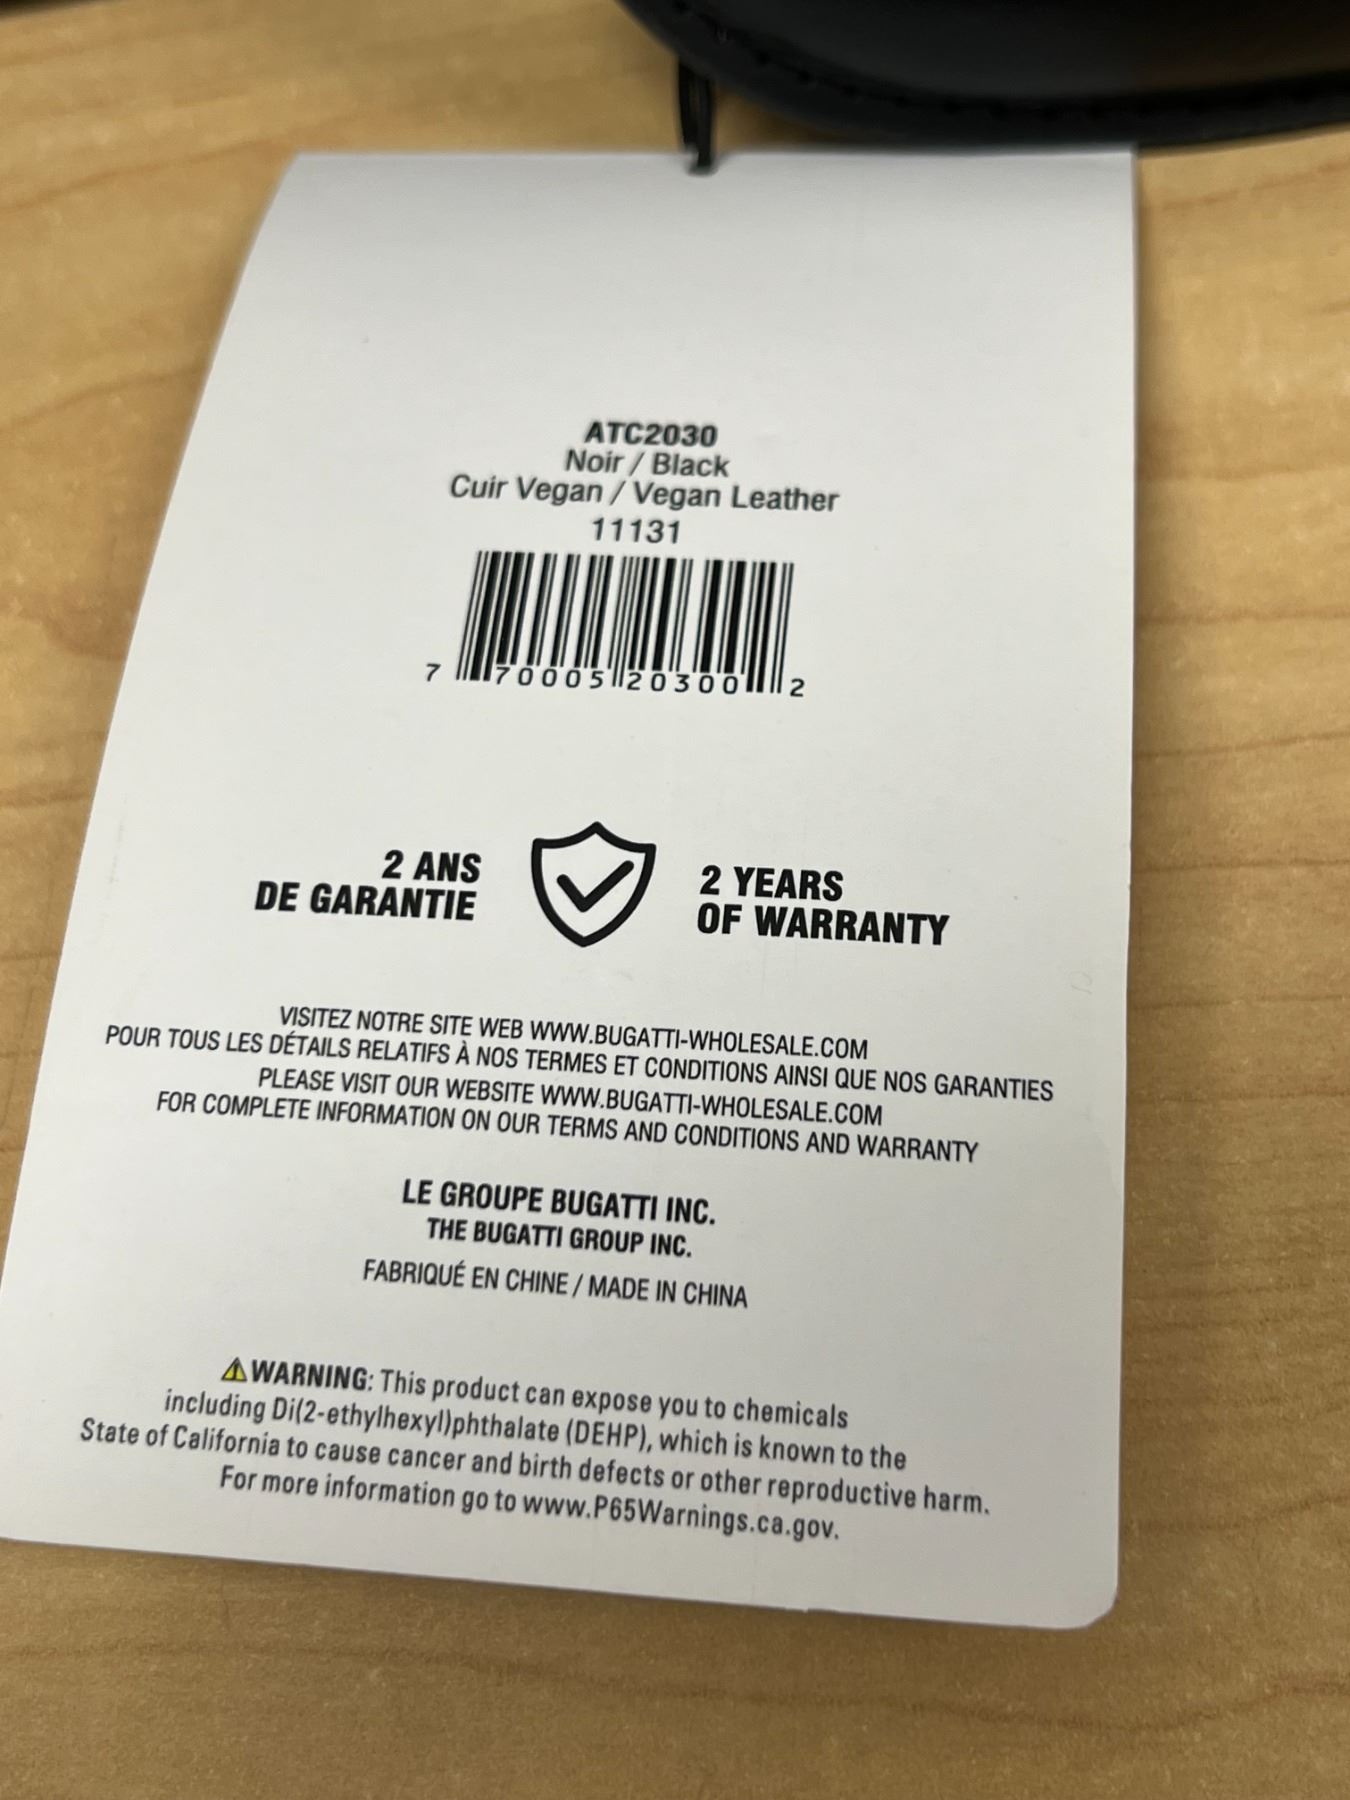 ATC2030
Noir / Black
Cuir Vegan / Vegan Leather
11131
7 70005 20300 2
2 ANS
DE GARANTIE
2 YEARS
OF WARRANTY
VISITEZ NOTRE SITE WEB WWW.BUGATTI-WHOLESALE.COM
POUR TOUS LES DÉTAILS RELATIFS À NOS TERMES ET CONDITIONS AINSI QUE NOS GARANTIES
PLEASE VISIT OUR WEBSITE WWW.BUGATTI-WHOLESALE.COM
FOR COMPLETE INFORMATION ON OUR TERMS AND CONDITIONS AND WARRANTY
LE GROUPE BUGATTI INC.
THE BUGATTI GROUP INC.
FABRIQUÉ EN CHINE / MADE IN CHINA
⚠WARNING: This product can expose you to chemicals
including Di(2-ethylhexyl)phthalate (DEHP), which is known to the
State of California to cause cancer and birth defects or other reproductive harm.
For more information go to www.P65Warnings.ca.gov.